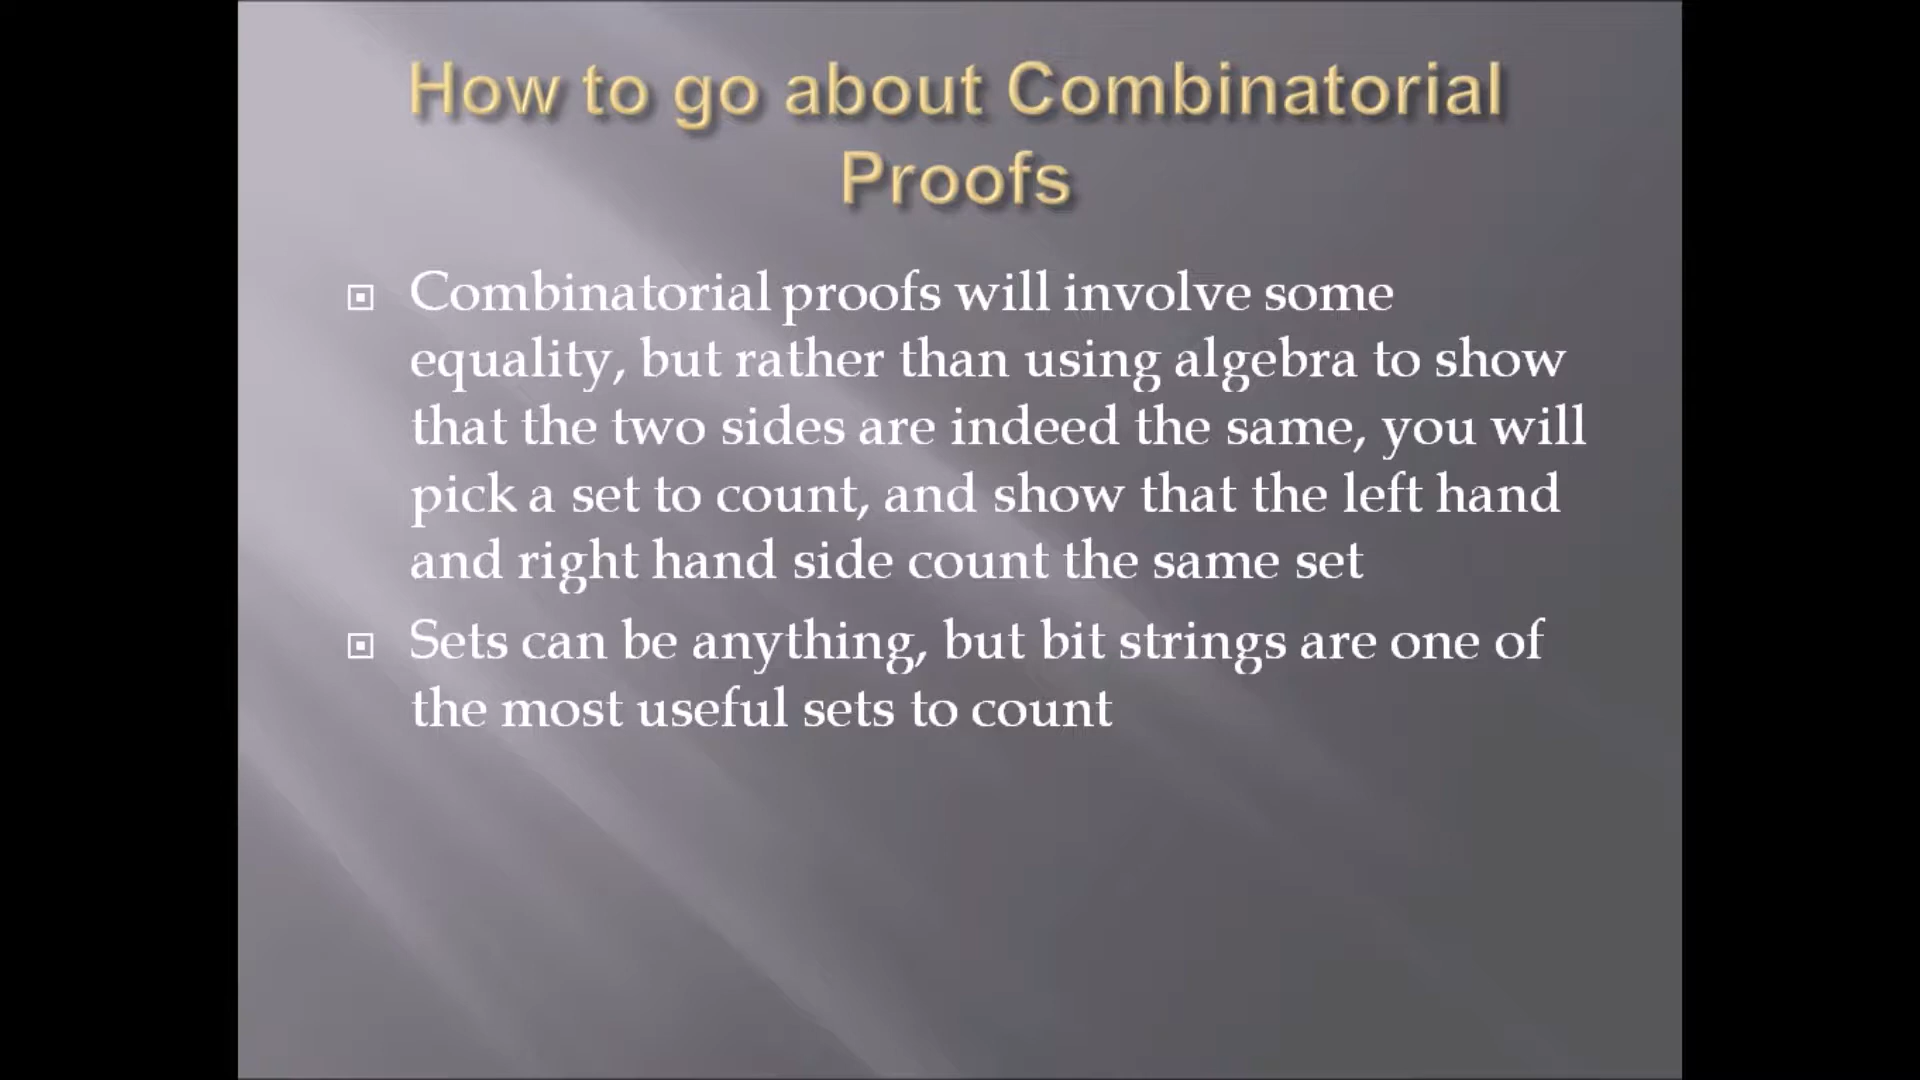 How to go about Combinatorial
Proofs
Combinatorial proofs will involve some
equality, but rather than using algebra to show
that the two sides are indeed the same, you will
pick a set to count, and show that the left hand
and right hand side count the same set
Sets can be anything, but bit strings are one of
the most useful sets to count